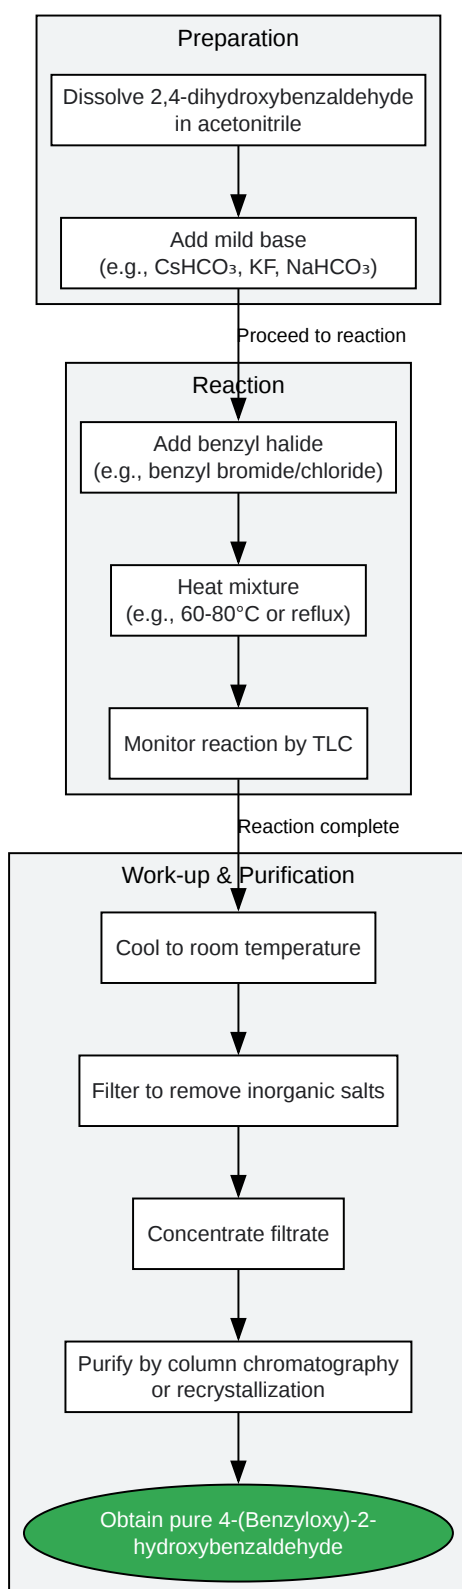 Preparation
Dissolve 2,4-dihydroxybenzaldehyde
in acetonitrile
Add mild base
(e.g., CsHCO₃, KF, NaHCO₃)
Proceed to reaction
Reaction
Add benzyl halide
(e.g., benzyl bromide/chloride)
Heat mixture
(e.g., 60-80°C or reflux)
Monitor reaction by TLC
Reaction complete
Work-up & Purification
Cool to room temperature
Filter to remove inorganic salts
Concentrate filtrate
Purify by column chromatography
or recrystallization
Obtain pure 4-(Benzyloxy)-2-
hydroxybenzaldehyde